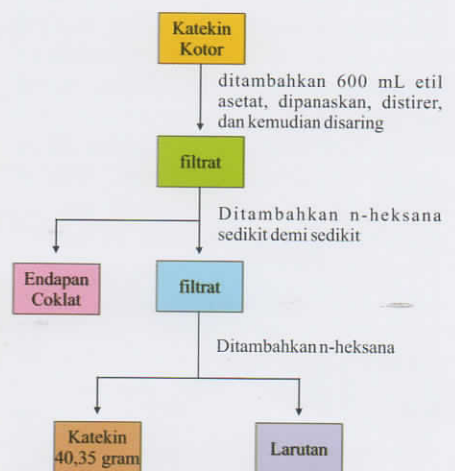 Katekin
Kotor
ditambahkan 600 mL etil
asetat, dipanaskan, distirer,
dan kemudian disaring
filtrat
Ditambahkan n-heksana
sedikit demi sedikit
Endapan
Coklat
filtrat
Ditambahkan n-heksana
Katekin
40,35 gram
Larutan